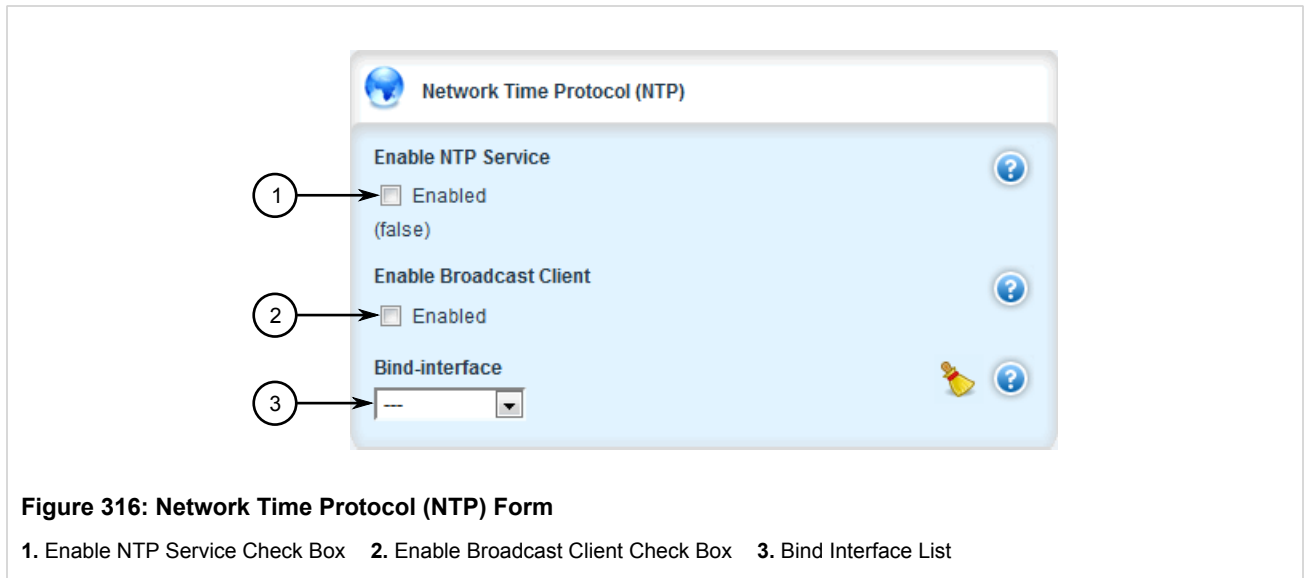 Network Time Protocol (NTP)
Enable NTP Service
?
1
Enabled
(false)
Enable Broadcast Client
?
2
Enabled
Bind-interface
?
3
---
Figure 316: Network Time Protocol (NTP) Form
1. Enable NTP Service Check Box 2. Enable Broadcast Client Check Box 3. Bind Interface List